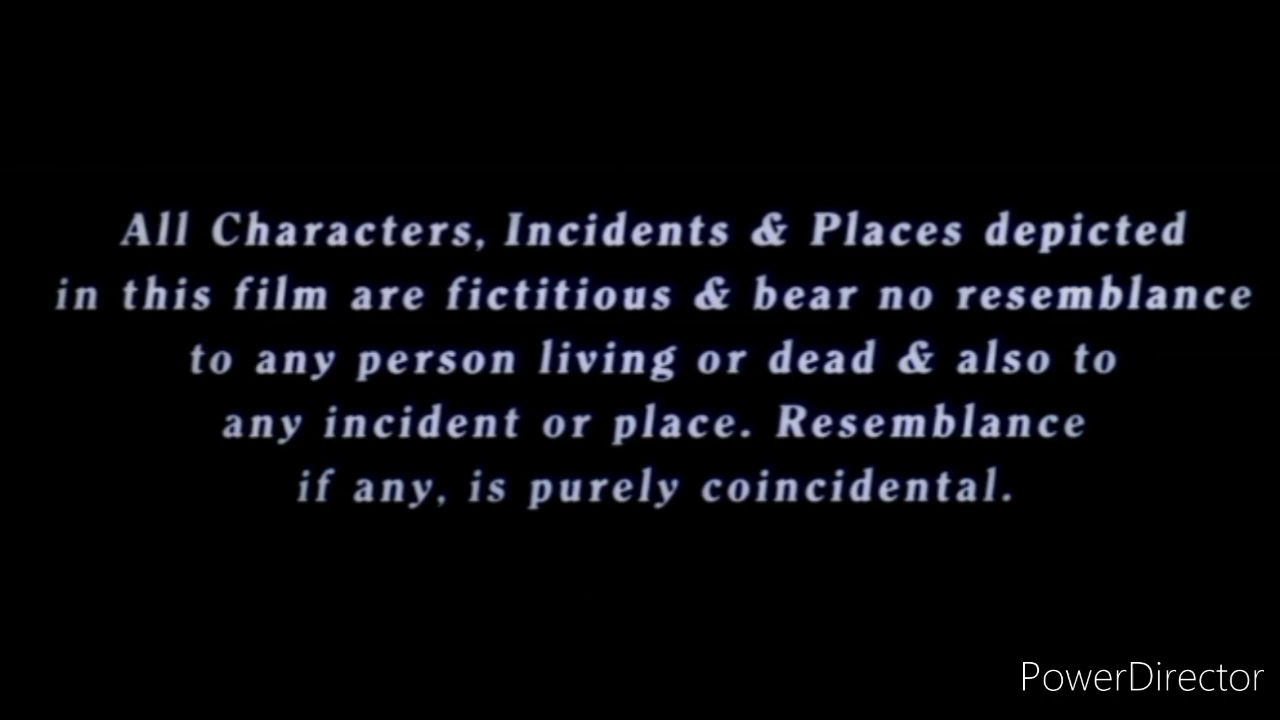 All Characters, Incidents & Places depicted
in this film are fictitious & bear no resemblance
to any person living or dead & also to
any incident or place. Resemblance
if any, is purely coincidental.
PowerDirector